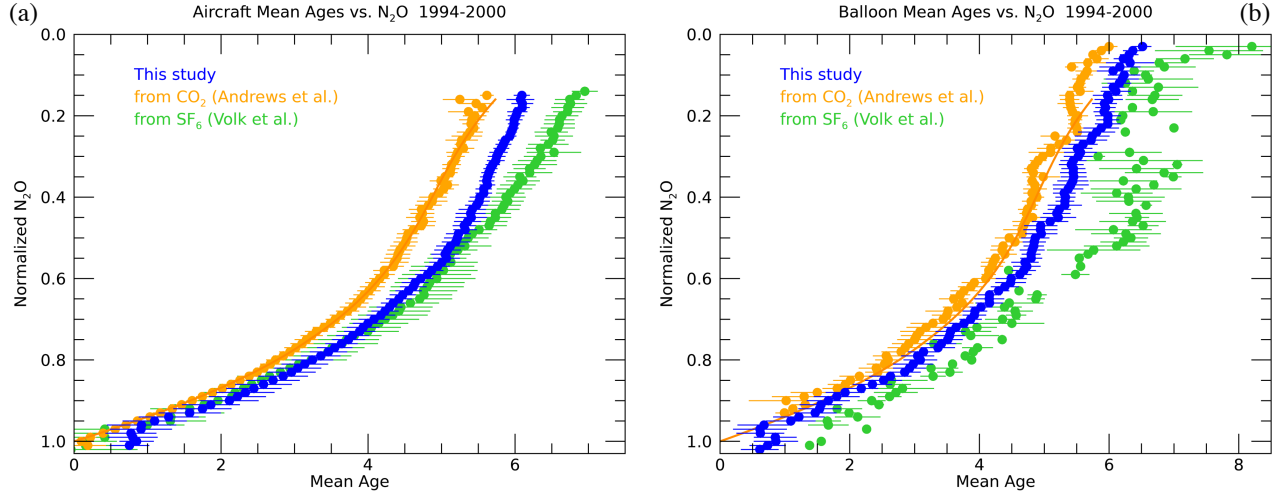 (a)
Aircraft Mean Ages vs. N₂O 1994-2000
This study
from CO₂ (Andrews et al.)
from SF₆ (Volk et al.)
Normalized N₂O
0.0
0.2
0.4
0.6
0.8
1.0
0
2
4
6
Mean Age
(b)
Balloon Mean Ages vs. N₂O 1994-2000
This study
from CO₂ (Andrews et al.)
from SF₆ (Volk et al.)
Normalized N₂O
0.0
0.2
0.4
0.6
0.8
1.0
0
2
4
6
8
Mean Age